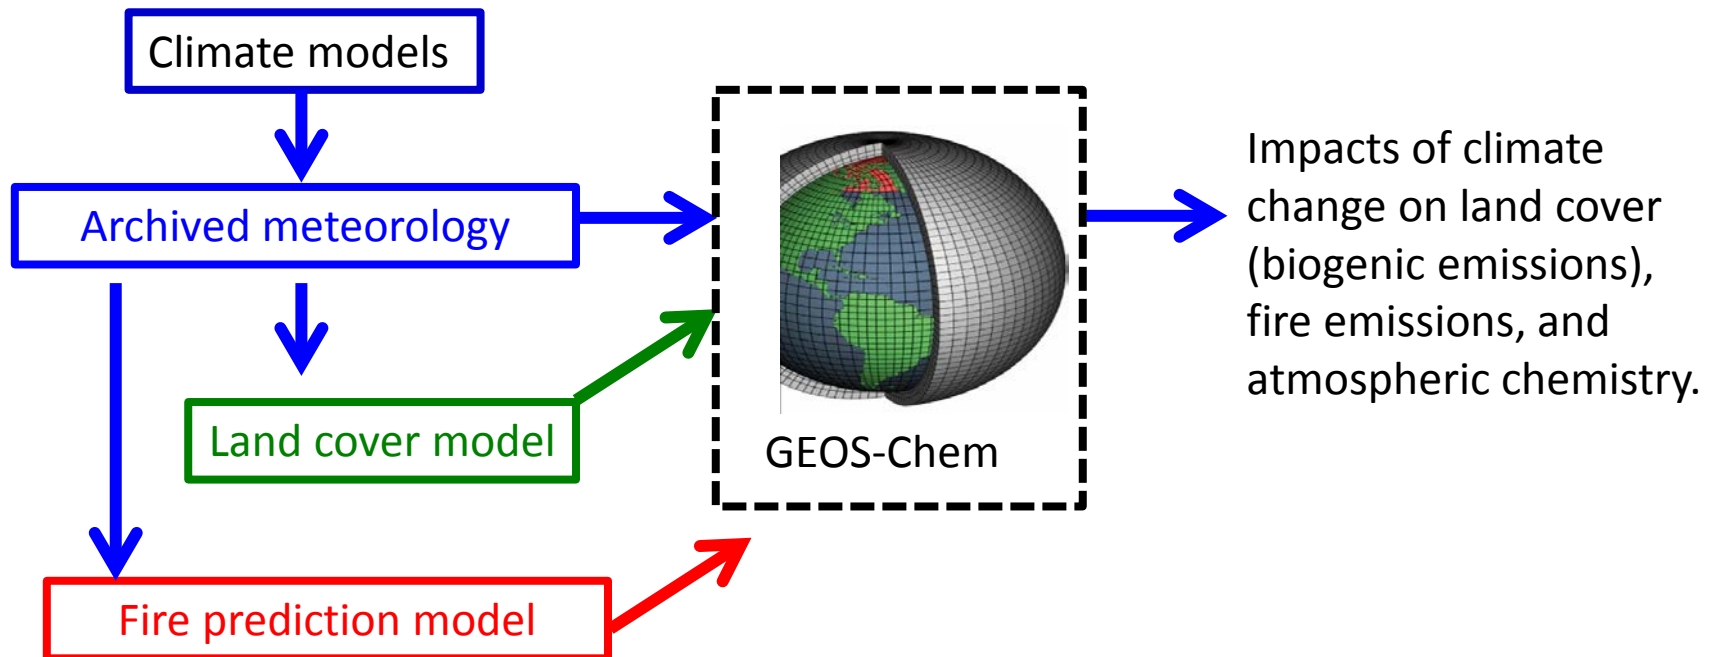 Climate models
Archived meteorology
Land cover model
Fire prediction model
GEOS-Chem
Impacts of climate
change on land cover
(biogenic emissions),
fire emissions, and
atmospheric chemistry.